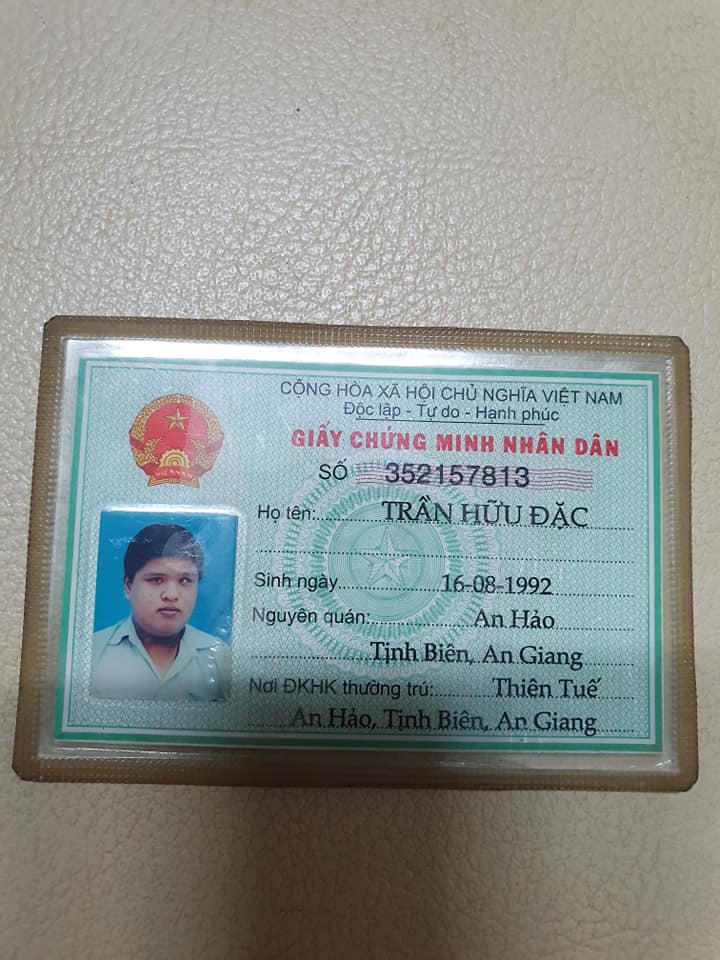 CỘNG HÒA XÃ HỘI CHỦ NGHĨA VIỆT NAM
Độc lập - Tự do - Hạnh phúc
GIẤY CHỨNG MINH NHÂN DÂN
SỐ 352157813
Họ tên: TRẦN HỮU ĐẶC
Sinh ngày 16-08-1992
Nguyên quán: An Hảo
Tịnh Biên, An Giang
Nơi ĐKHK thường trú: Thiên Tuế
An Hảo, Tịnh Biên, An Giang
VIỆT NAM